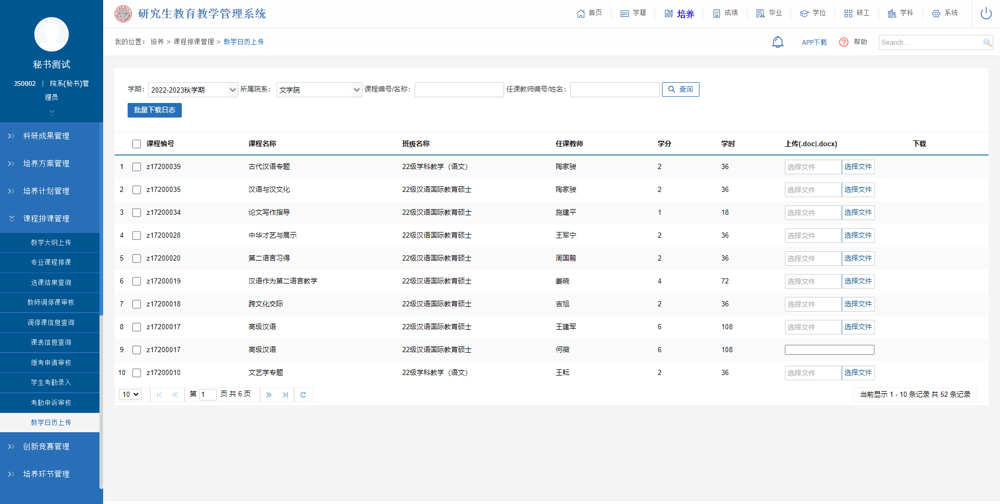 研究生教育教学管理系统
首页
学籍
培养
成绩
毕业
学位
研工
学科
系统
我的位置： 培养 > 课程排课管理 > 教学日历上传
APP下载
帮助
Search...
秘书测试
JS0002 | 院系(秘书)管
理员
科研成果管理
培养方案管理
培养计划管理
课程排课管理
教学大纲上传
专业课程排课
选课结果查询
教师调停课审核
调停课信息查询
课表信息查询
缓考申请审核
学生考勤录入
考勤申诉审核
教学日历上传
创新竞赛管理
培养环节管理
学期： 2022-2023秋学期 所属院系： 文学院 课程编号/名称： 任课教师编号/姓名： 查询
批量下载日志
课程编号 课程名称 班级名称 任课教师 学分 学时 上传(.doc|.docx) 下载
1 z17200039 古代汉语专题 22级学科教学（语文） 陶家骏 2 36 选择文件 选择文件
2 z17200035 汉语与汉文化 22级汉语国际教育硕士 陶家骏 2 36 选择文件 选择文件
3 z17200034 论文写作指导 22级汉语国际教育硕士 施建平 1 18 选择文件 选择文件
4 z17200028 中华才艺与展示 22级汉语国际教育硕士 王军宁 2 36 选择文件 选择文件
5 z17200020 第二语言习得 22级汉语国际教育硕士 周国鹃 2 36 选择文件 选择文件
6 z17200019 汉语作为第二语言教学 22级汉语国际教育硕士 姜晓 4 72 选择文件 选择文件
7 z17200018 跨文化交际 22级汉语国际教育硕士 吉旭 2 36 选择文件 选择文件
8 z17200017 高级汉语 22级汉语国际教育硕士 王建军 6 108 选择文件 选择文件
9 z17200017 高级汉语 22级汉语国际教育硕士 何薇 6 108
10 z17200010 文艺学专题 22级学科教学（语文） 王耘 2 36 选择文件 选择文件
10 第 1 页 共 6 页
当前显示 1 - 10 条记录 共 52 条记录